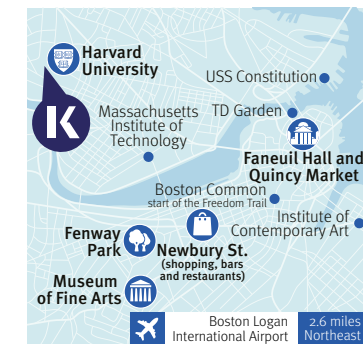 Harvard
University
USS Constitution
K
Massachusetts
Institute of
Technology
TD Garden
Faneuil Hall and
Quincy Market
Boston Common
start of the Freedom Trail
Institute of
Contemporary Art
Fenway
Park
Newbury St.
(shopping, bars
and restaurants)
Museum
of Fine Arts
Boston Logan
International Airport
2.6 miles
Northeast